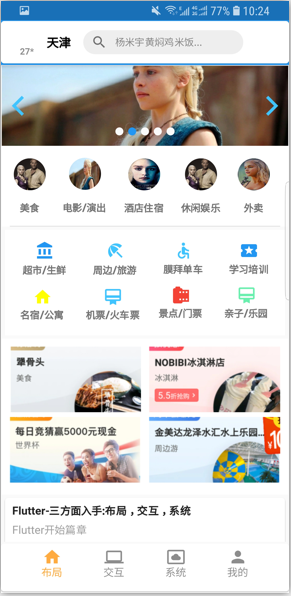 77% 10:24
27° 天津 杨米宇黄焖鸡米饭...
美食 电影/演出 酒店住宿 休闲娱乐 外卖
超市/生鲜 周边/旅游 膜拜单车 学习培训
名宿/公寓 机票/火车票 景点/门票 亲子/乐园
犟骨头 NOBIBI冰淇淋店
美食 冰淇淋
5.5折抢购 >
每日竞猜赢5000元现金 金美达龙泽水汇水上乐园...
世界杯 周边游
¥10
Flutter-三方面入手:布局，交互，系统
Flutter开始篇章
布局 交互 系统 我的